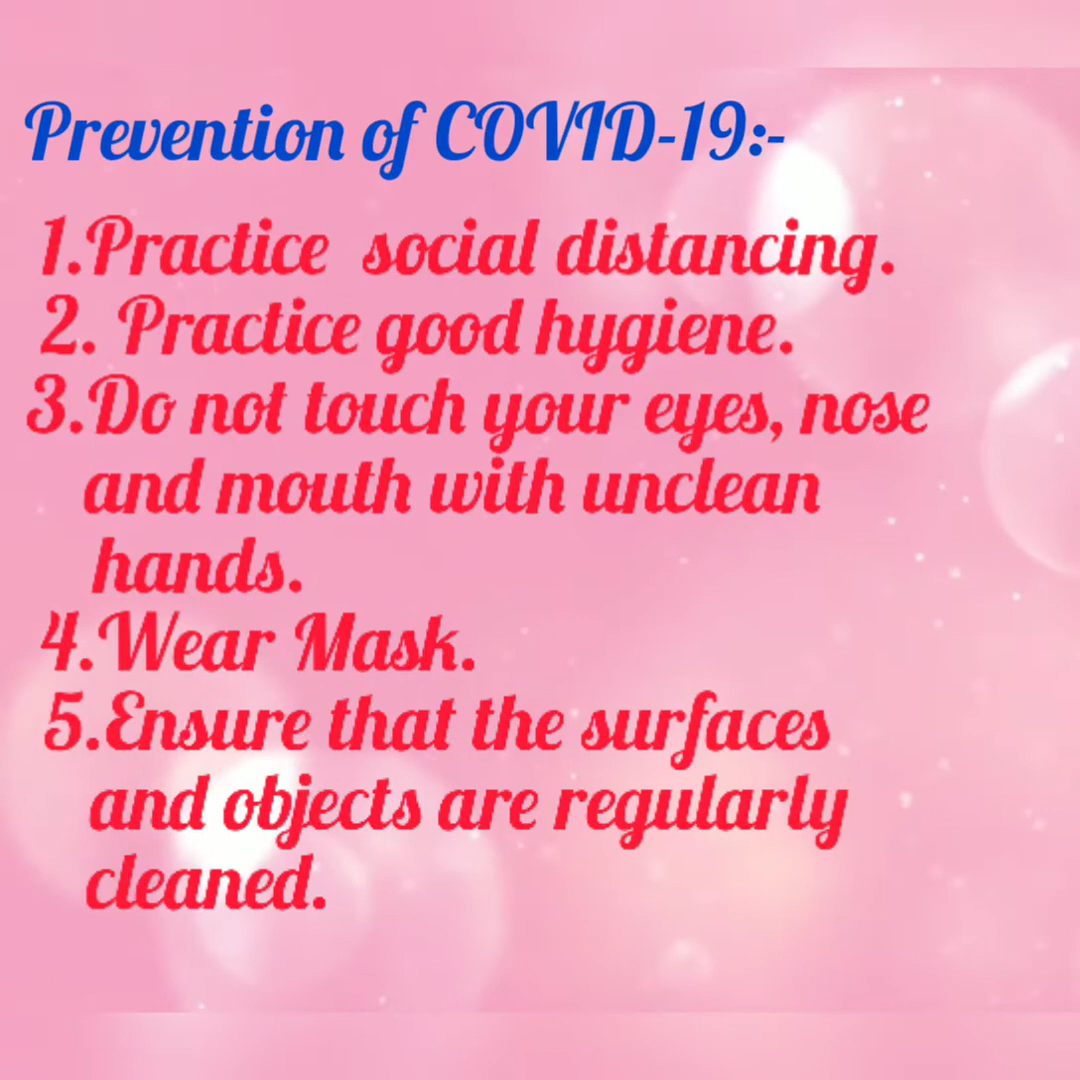 Prevention of COVID-19:-
1.Practice social distancing.
2. Practice good hygiene.
3.Do not touch your eyes, nose
and mouth with unclean
hands.
4.Wear Mask.
5.Ensure that the surfaces
and objects are regularly
cleaned.